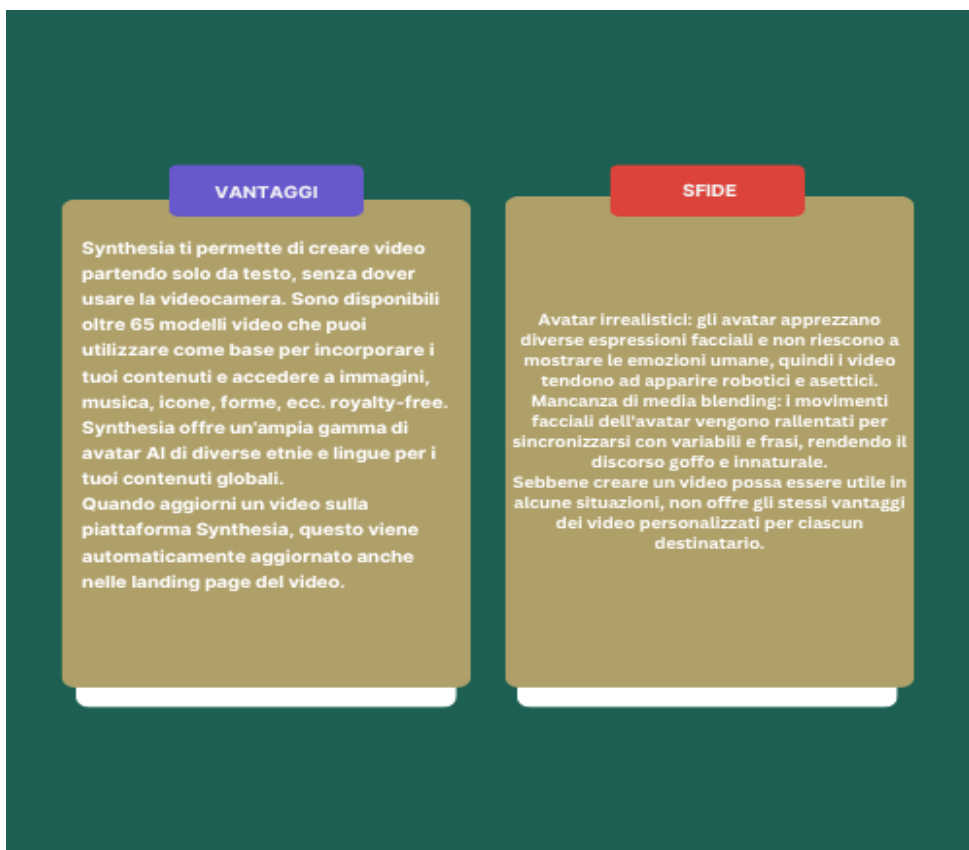 VANTAGGI
Synthesia ti permette di creare video
partendo solo da testo, senza dover
usare la videocamera. Sono disponibili
oltre 65 modelli video che puoi
utilizzare come base per incorporare i
tuoi contenuti e accedere a immagini,
musica, icone, forme, ecc. royalty-free.
Synthesia offre un'ampia gamma di
avatar AI di diverse etnie e lingue per i
tuoi contenuti globali.
Quando aggiorni un video sulla
piattaforma Synthesia, questo viene
automaticamente aggiornato anche
nelle landing page del video.
SFIDE
Avatar irrealistici: gli avatar apprezzano
diverse espressioni facciali e non riescono a
mostrare le emozioni umane, quindi i video
tendono ad apparire robotici e asettici.
Mancanza di media blending: i movimenti
facciali dell'avatar vengono rallentati per
sincronizzarsi con variabili e frasi, rendendo il
discorso goffo e innaturale.
Sebbene creare un video possa essere utile in
alcune situazioni, non offre gli stessi vantaggi
dei video personalizzati per ciascun
destinatario.